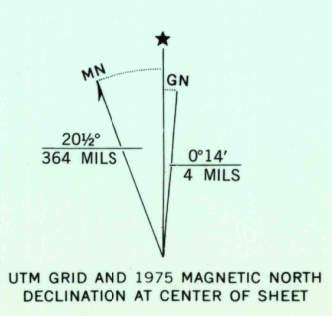 ★
MN
GN
20½°
364 MILS
0°14′
4 MILS
UTM GRID AND 1975 MAGNETIC NORTH
DECLINATION AT CENTER OF SHEET